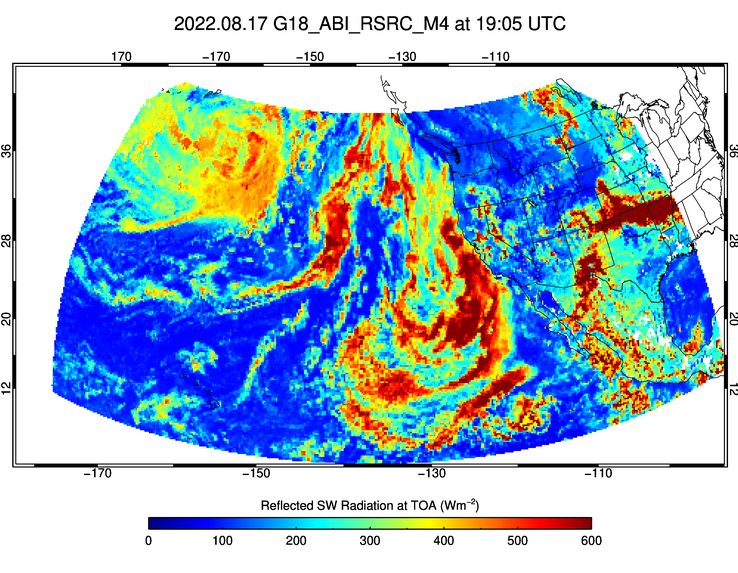 2022.08.17 G18_ABI_RSRC_M4 at 19:05 UTC
170 −170 −150 −130 −110
36 36
28 28
20 20
12 12
−170 −150 −130 −110
Reflected SW Radiation at TOA (Wm−2)
0 100 200 300 400 500 600